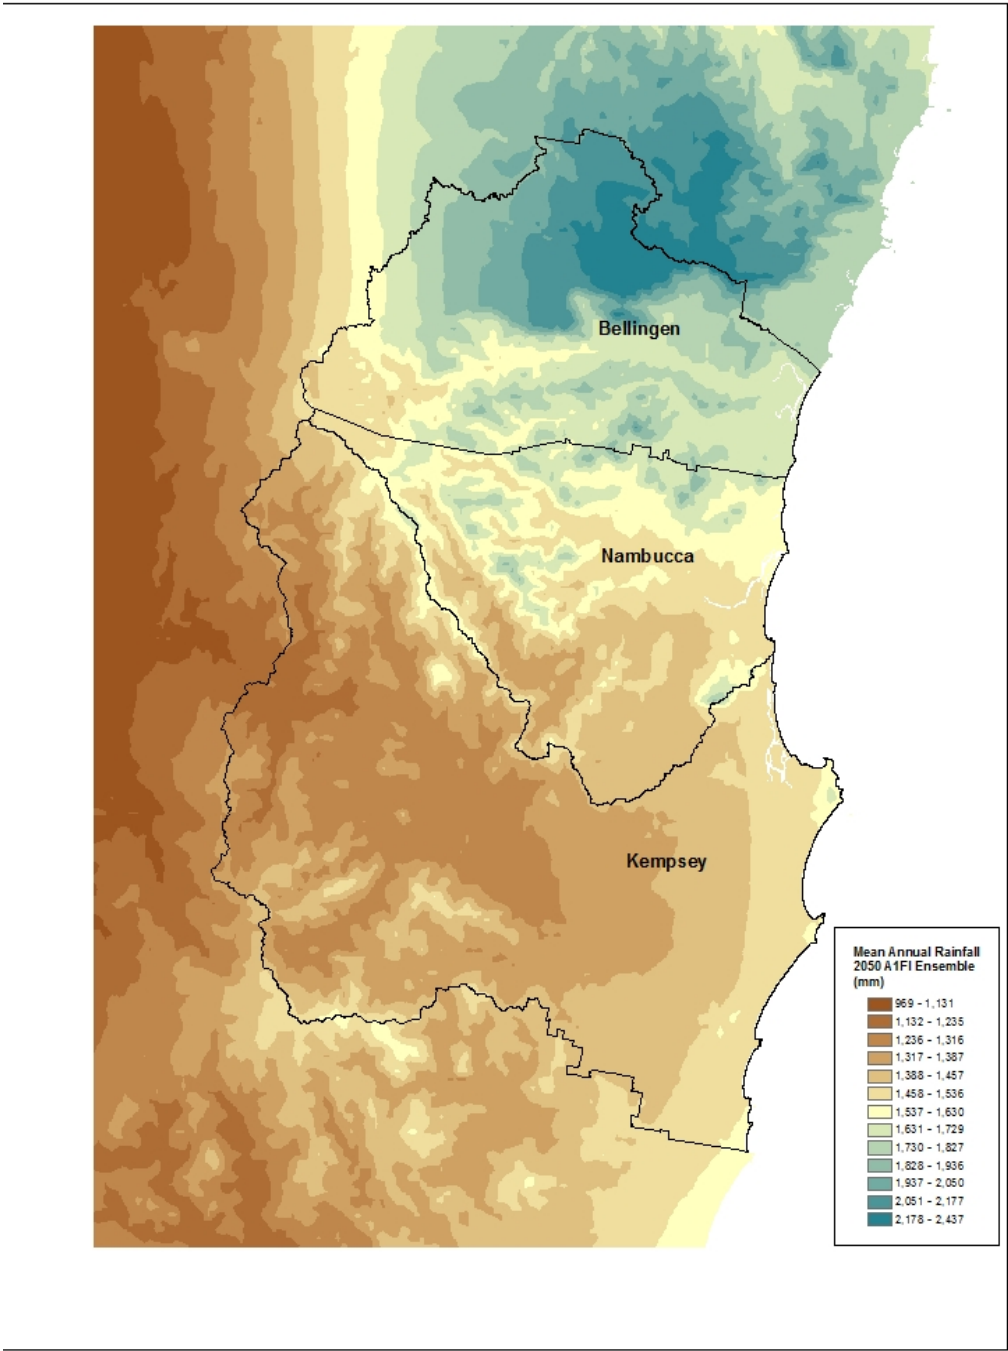 Bellingen
Nambucca
Kempsey
Mean Annual Rainfall
2050 A1FI Ensemble
(mm)
969 - 1,131
1,132 - 1,235
1,236 - 1,316
1,317 - 1,387
1,388 - 1,457
1,458 - 1,536
1,537 - 1,630
1,631 - 1,729
1,730 - 1,827
1,828 - 1,936
1,937 - 2,050
2,051 - 2,177
2,178 - 2,437